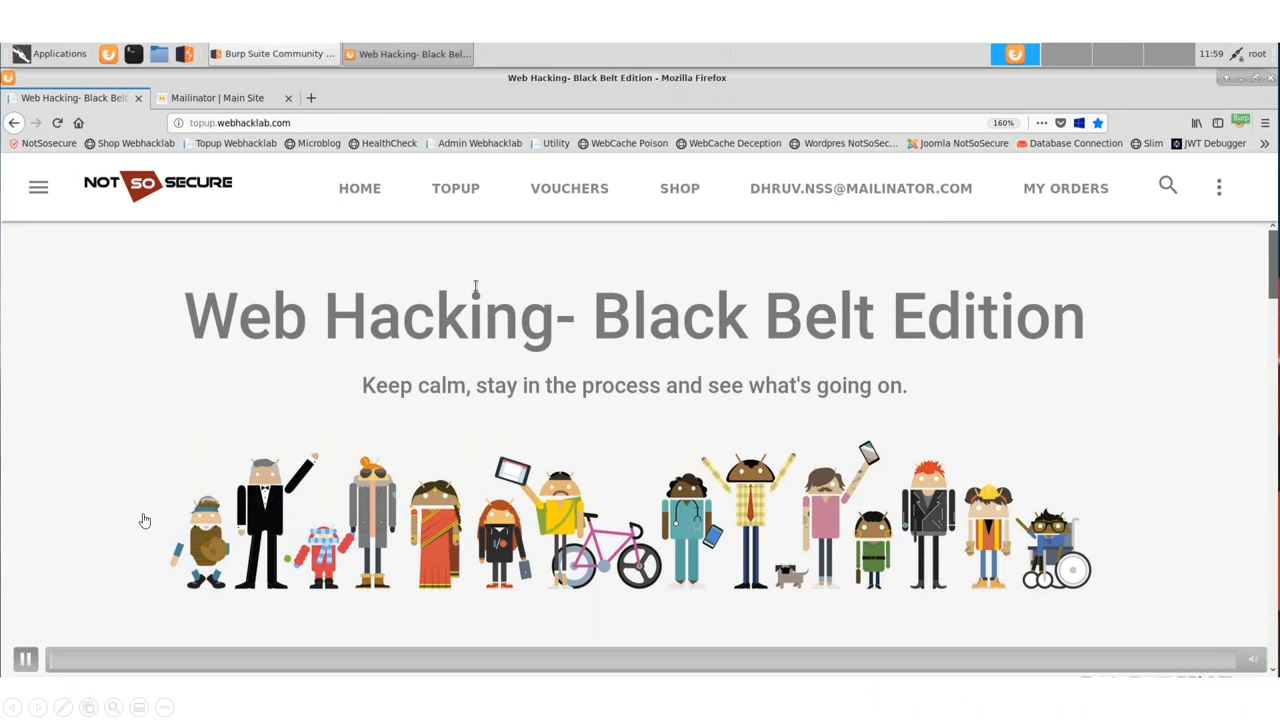 Applications
Burp Suite Community ...
Web Hacking- Black Bel...
11:59
root
Web Hacking- Black Belt Edition - Mozilla Firefox
Web Hacking- Black Belt
Mailinator | Main Site
topup.webhacklab.com
160%
Burp
NotSosecure
Shop Webhacklab
Topup Webhacklab
Microblog
HealthCheck
Admin Webhacklab
Utility
WebCache Poison
WebCache Deception
Wordpres NotSoSec...
Joomla NotSoSecure
Database Connection
Slim
JWT Debugger
NOT SO SECURE
HOME
TOPUP
VOUCHERS
SHOP
DHRUV.NSS@MAILINATOR.COM
MY ORDERS
Web Hacking- Black Belt Edition
Keep calm, stay in the process and see what's going on.